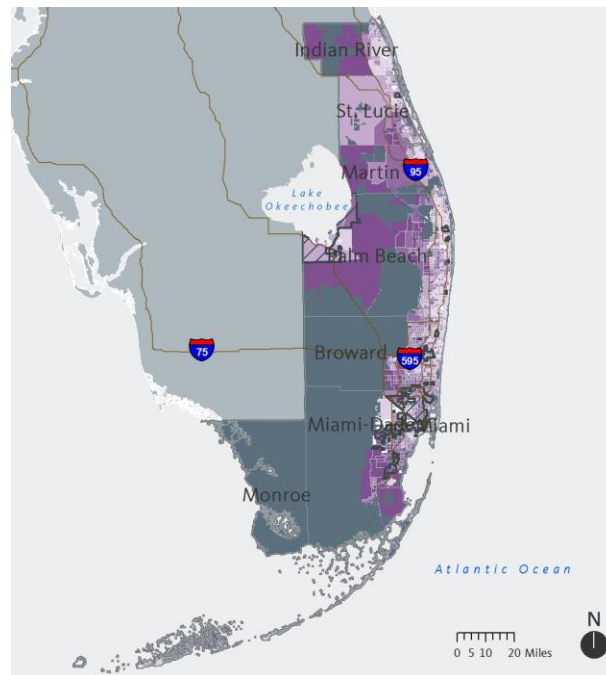 Indian River
St. Lucie
Martin
95
Lake
Okeechobee
Palm Beach
75
Broward
595
Miami-Dade
Miami
Monroe
Atlantic Ocean
N
0 5 10 20 Miles